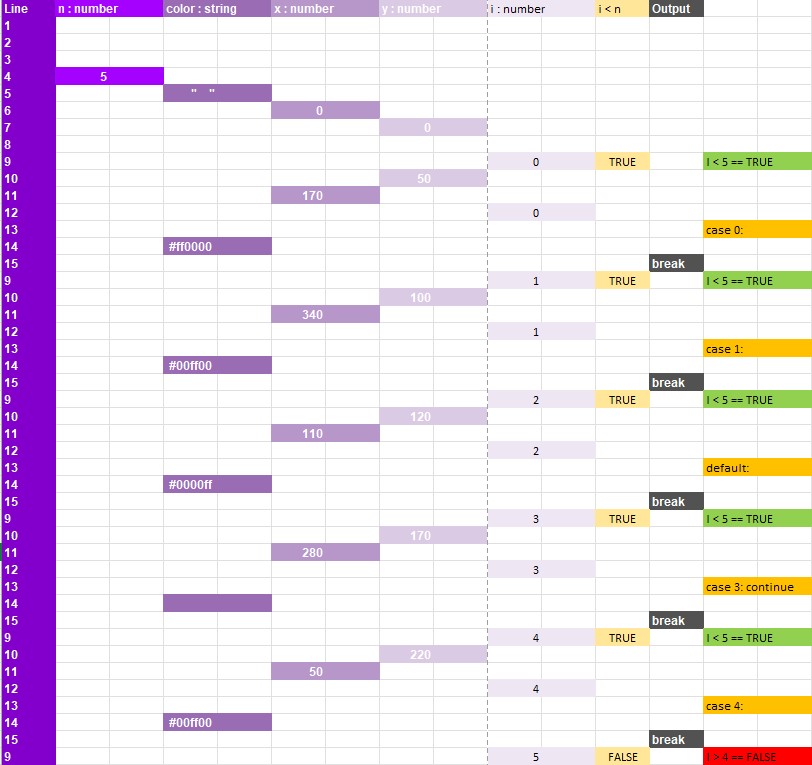 Line n : number color : string x : number y : number i : number i < n Output
1
2
3
4 5
5 " "
6 0
7 0
8
9 0 TRUE I < 5 == TRUE
10 50
11 170
12 0
13 case 0:
14 #ff0000
15 break
9 1 TRUE I < 5 == TRUE
10 100
11 340
12 1
13 case 1:
14 #00ff00
15 break
9 2 TRUE I < 5 == TRUE
10 120
11 110
12 2
13 default:
14 #0000ff
15 break
9 3 TRUE I < 5 == TRUE
10 170
11 280
12 3
13 case 3: continue
14
15 break
9 4 TRUE I < 5 == TRUE
10 220
11 50
12 4
13 case 4:
14 #00ff00
15 break
9 5 FALSE I > 4 == FALSE